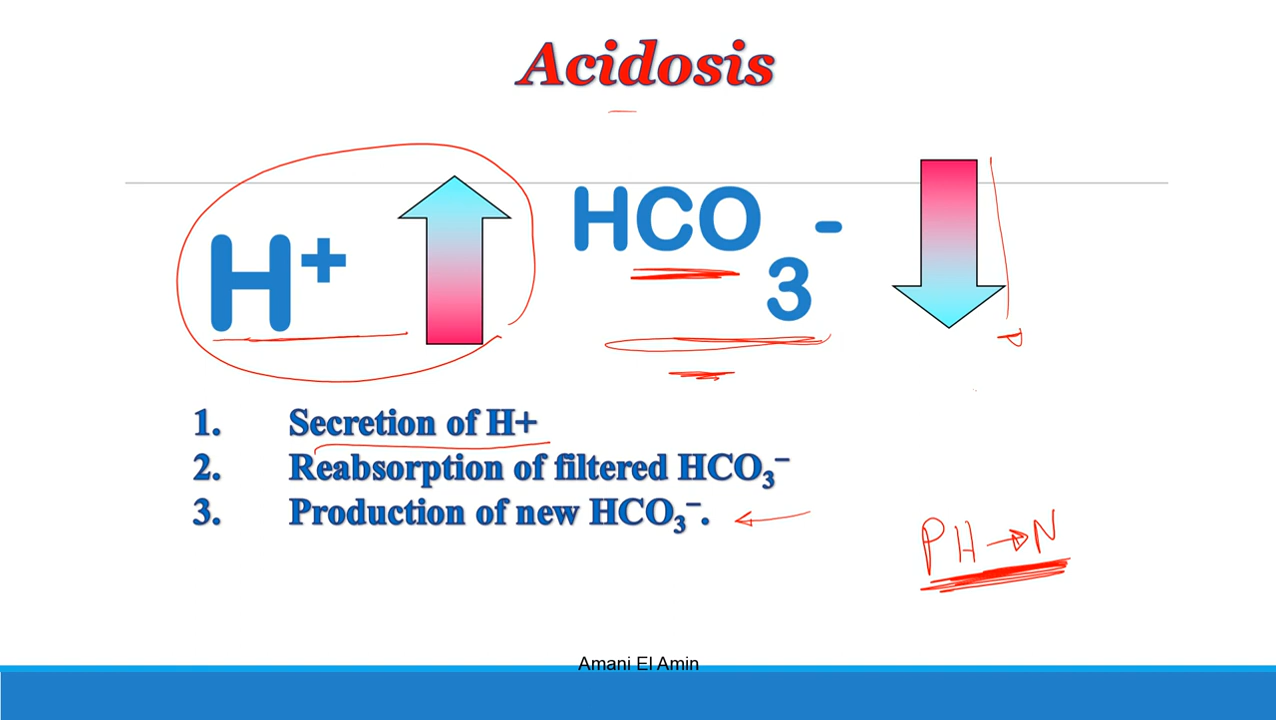 Acidosis
H⁺
HCO₃⁻
1. Secretion of H+
2. Reabsorption of filtered HCO₃⁻
3. Production of new HCO₃⁻.
PH → N
Amani El Amin